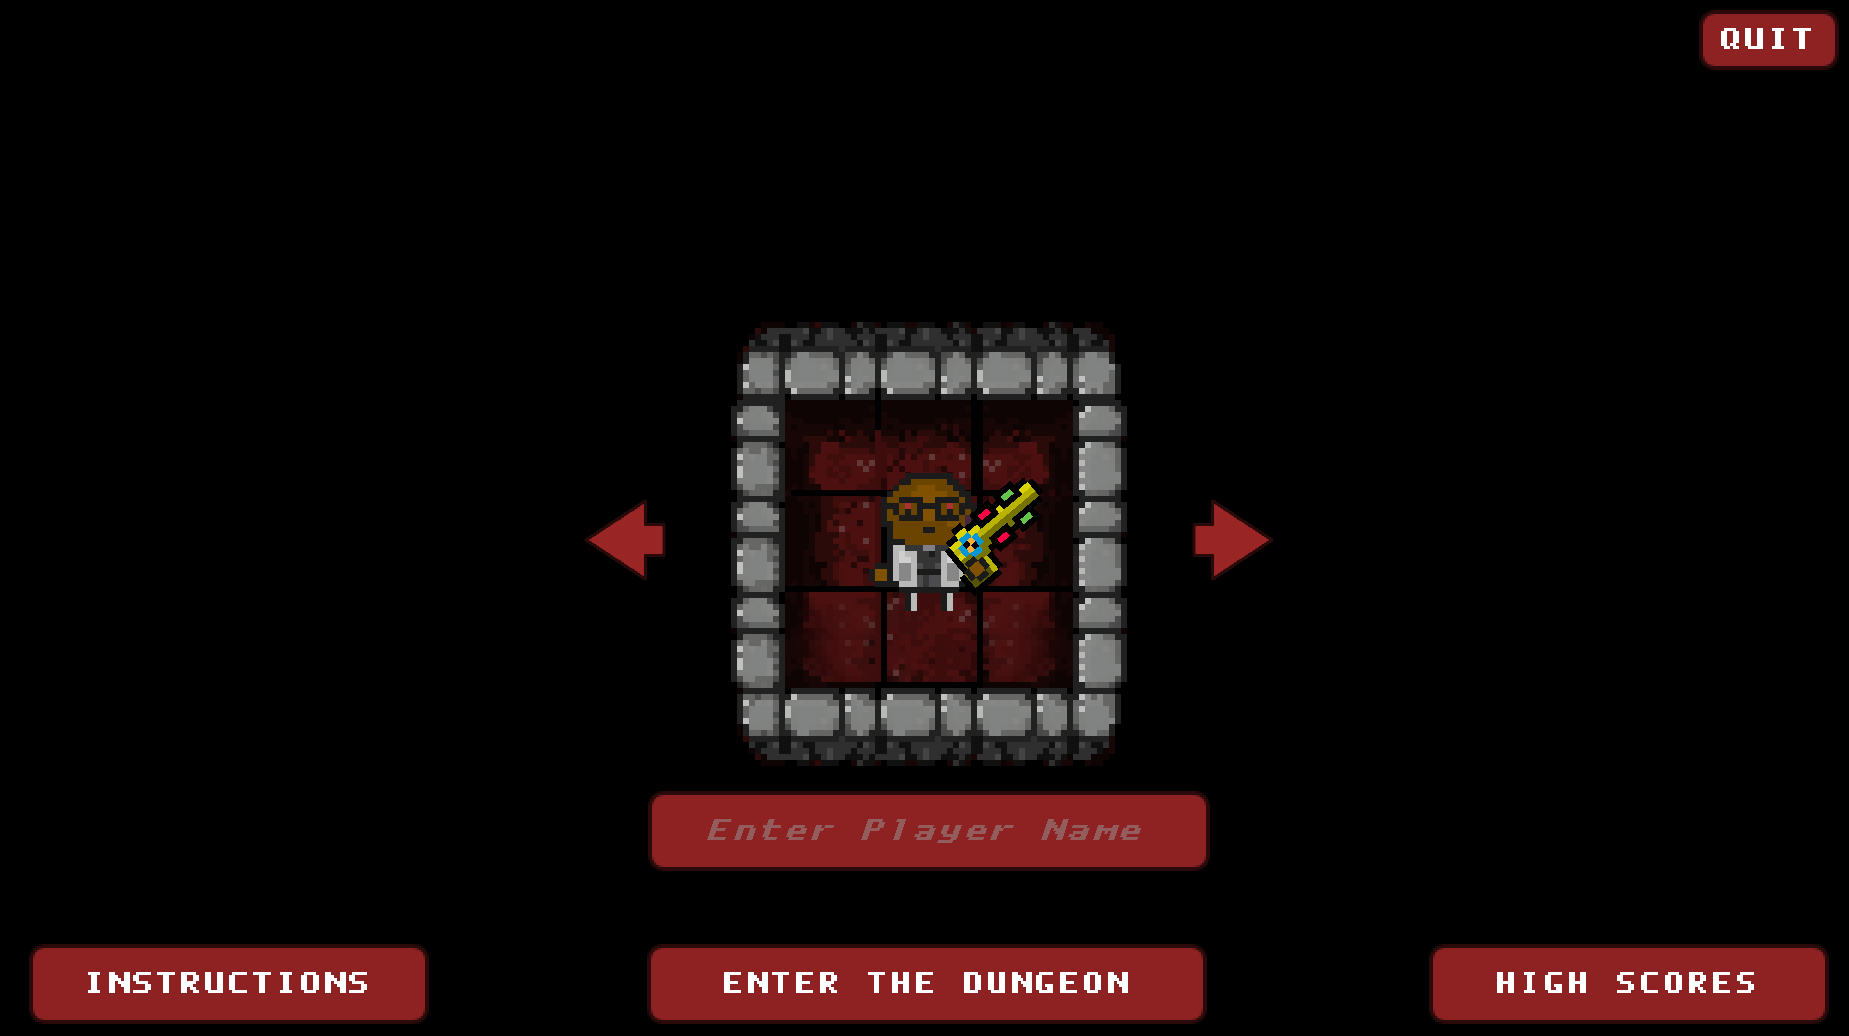 QUIT
Enter Player Name
INSTRUCTIONS
ENTER THE DUNGEON
HIGH SCORES